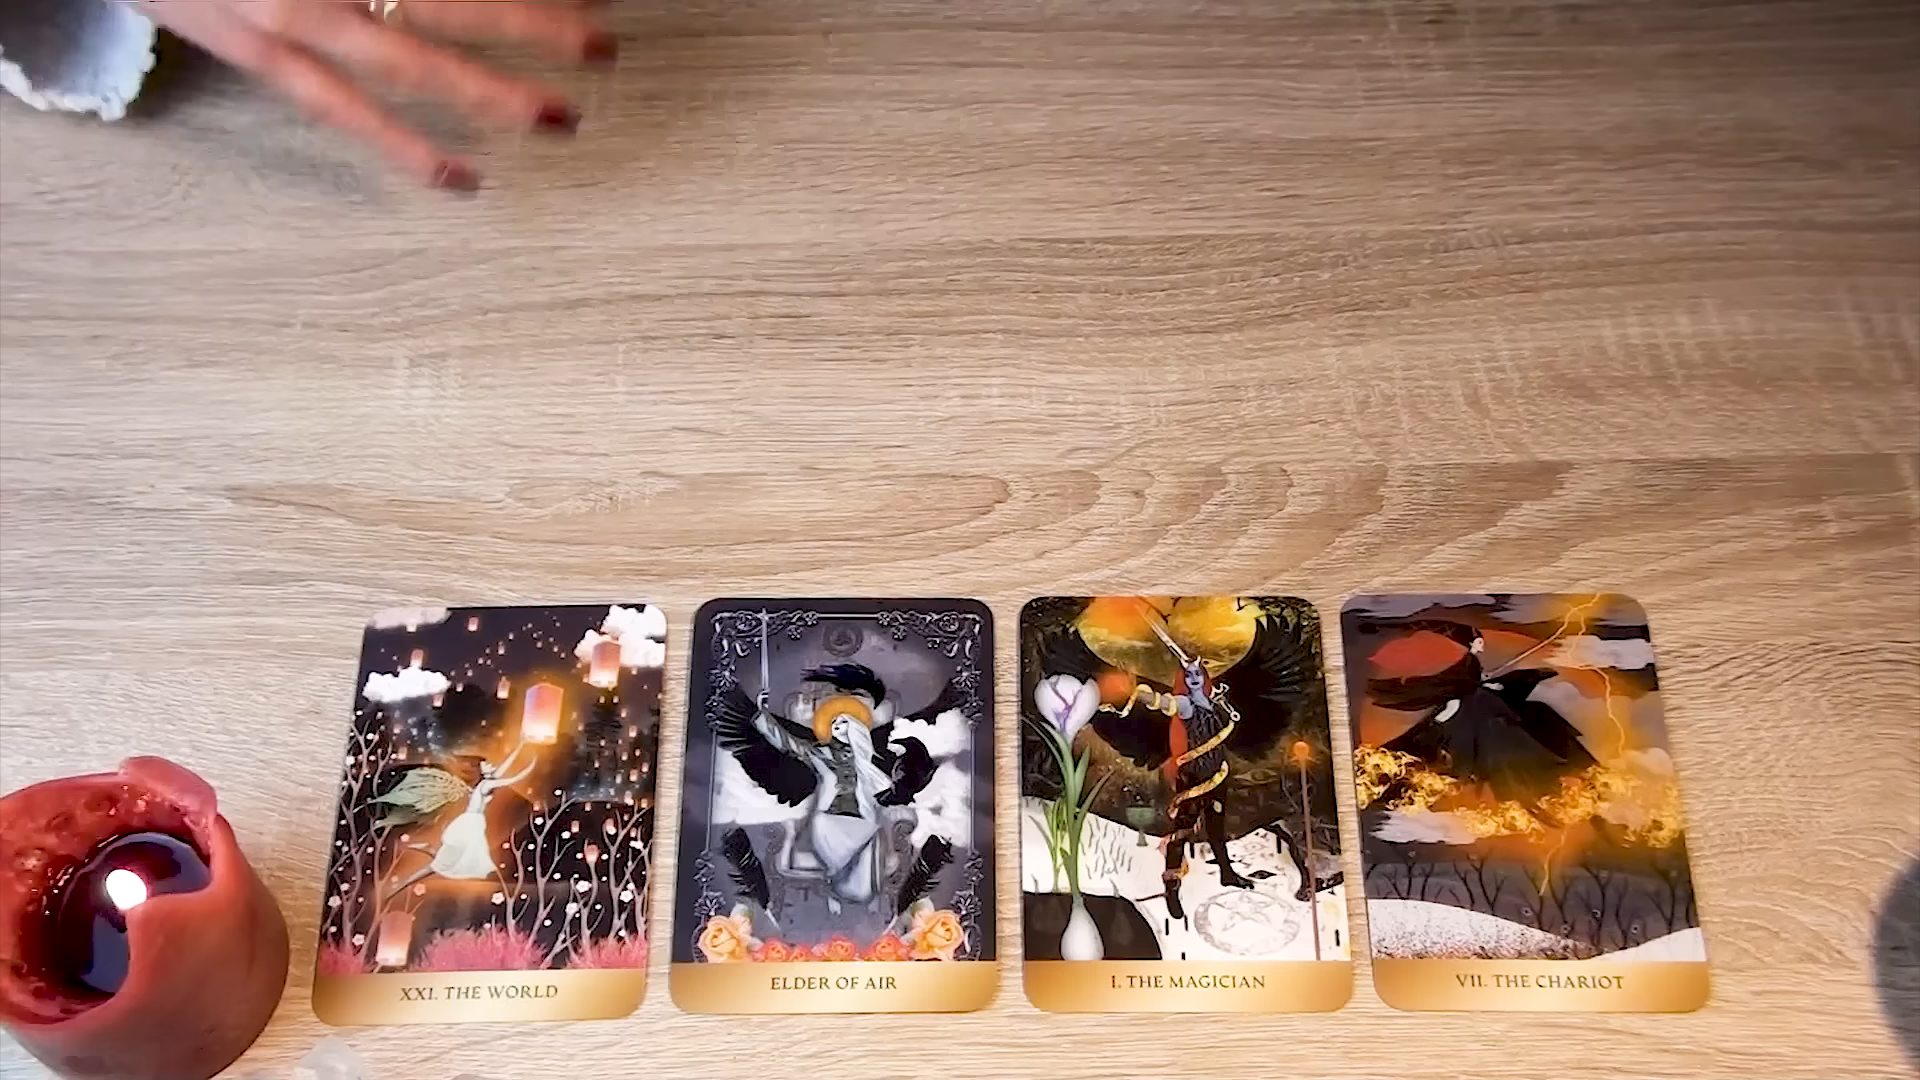 XXI. THE WORLD
ELDER OF AIR
I. THE MAGICIAN
VII. THE CHARIOT